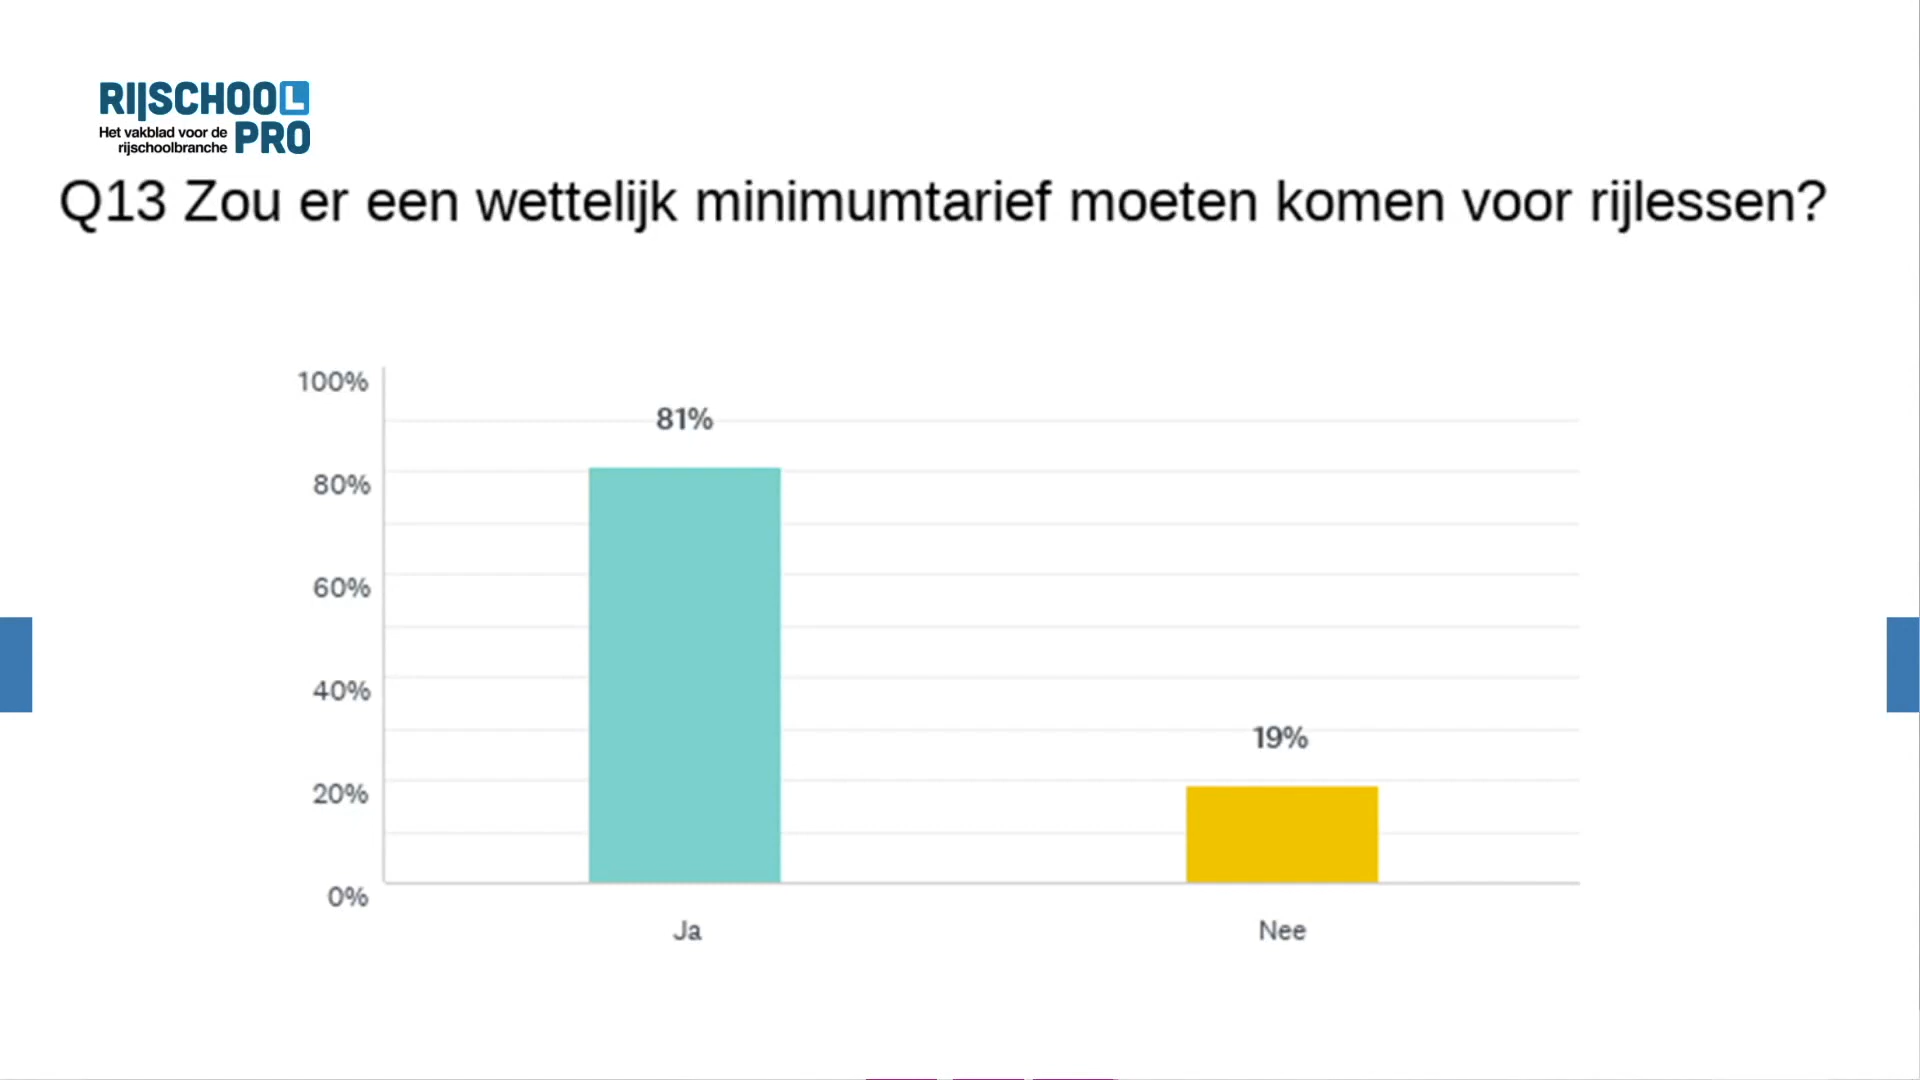 RIJSCHOOL
Het vakblad voor de
rijschoolbranche PRO
Q13 Zou er een wettelijk minimumtarief moeten komen voor rijlessen?
100%
81%
80%
60%
40%
19%
20%
0%
Ja Nee